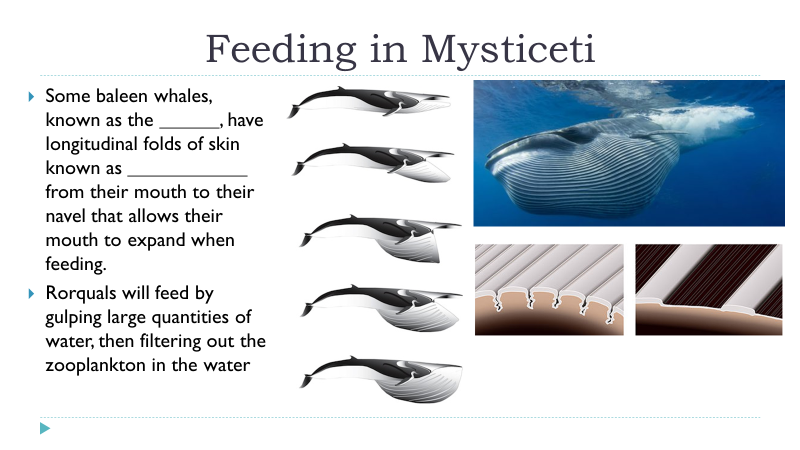 Feeding in Mysticeti
Some baleen whales,
known as the ______, have
longitudinal folds of skin
known as ____________
from their mouth to their
navel that allows their
mouth to expand when
feeding.
Rorquals will feed by
gulping large quantities of
water, then filtering out the
zooplankton in the water